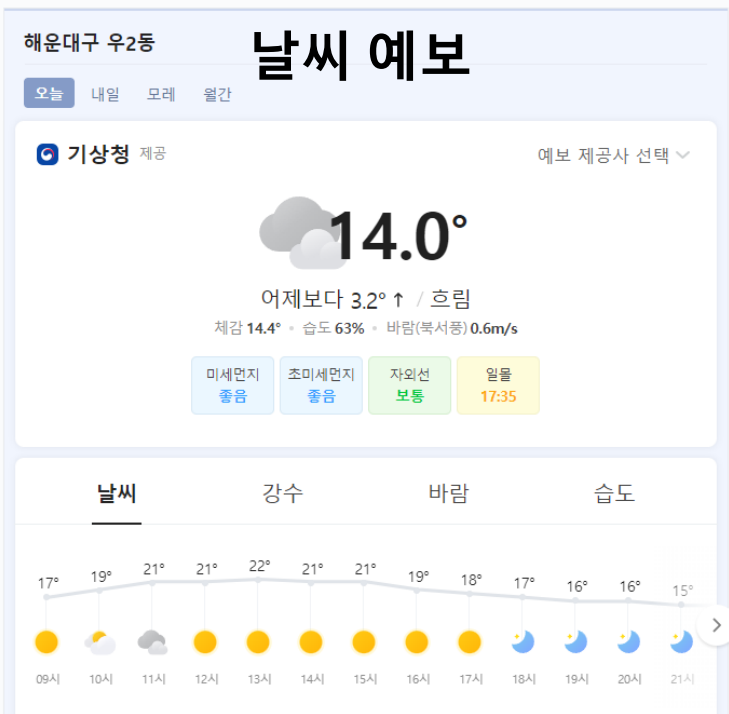 해운대구 우2동
날씨 예보
오늘 내일 모레 월간
기상청 제공
예보 제공사 선택
14.0°
어제보다 3.2° ↑ / 흐림
체감 14.4° • 습도 63% • 바람(북서풍) 0.6m/s
미세먼지 초미세먼지 자외선 일몰
좋음 좋음 보통 17:35
날씨 강수 바람 습도
17° 19° 21° 21° 22° 21° 21° 19° 18° 17° 16° 16° 15°
09시 10시 11시 12시 13시 14시 15시 16시 17시 18시 19시 20시 21시